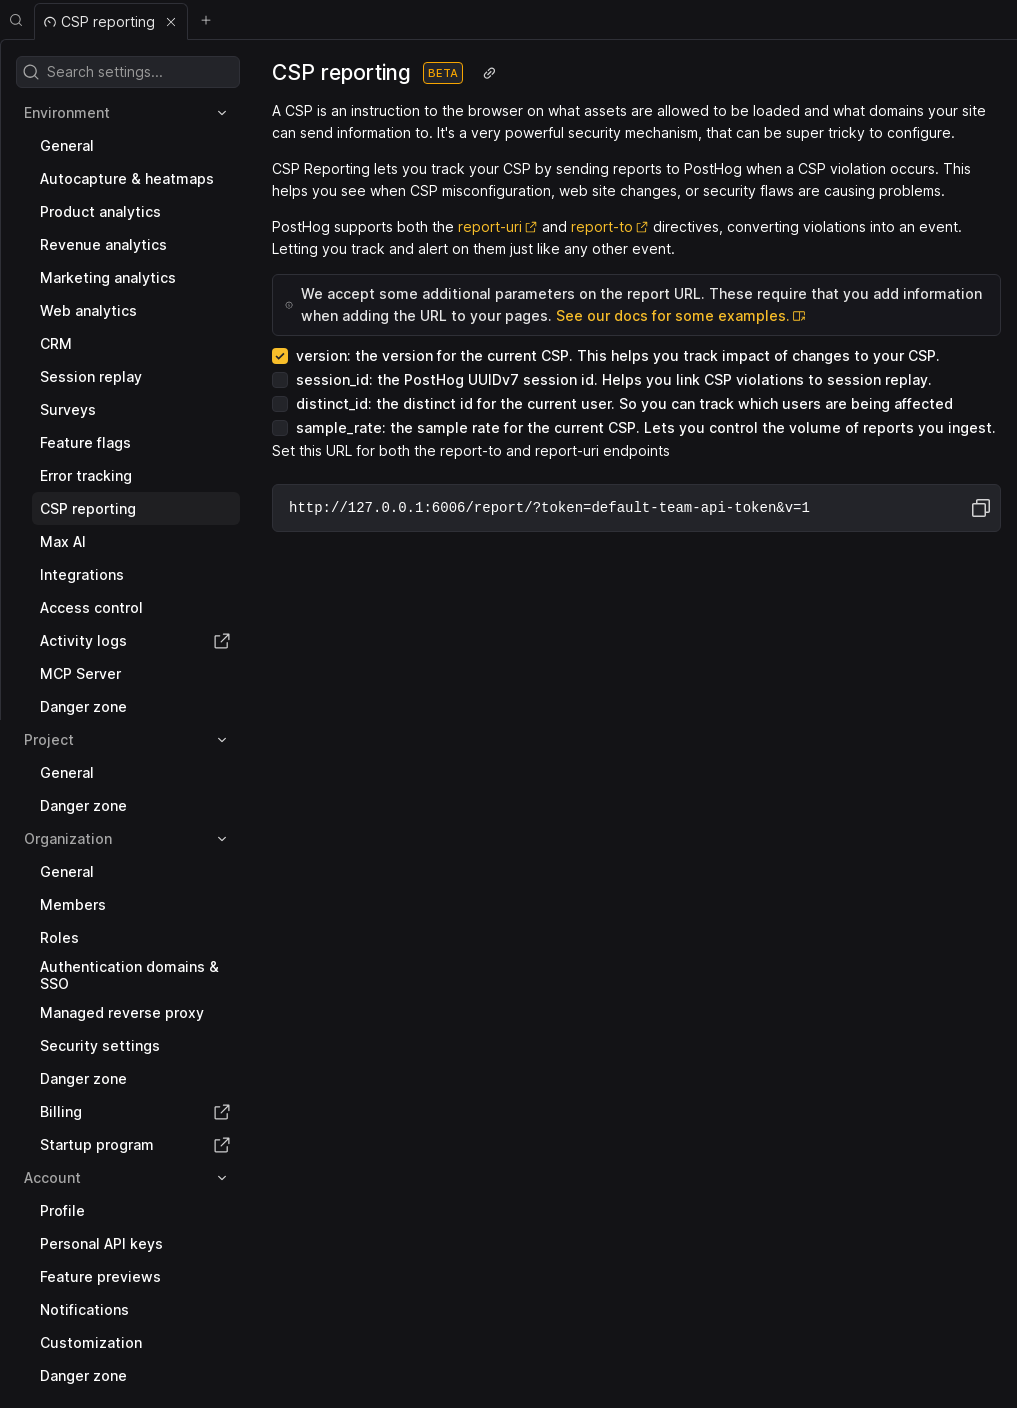 CSP reporting
Search settings...
Environment
General
Autocapture & heatmaps
Product analytics
Revenue analytics
Marketing analytics
Web analytics
CRM
Session replay
Surveys
Feature flags
Error tracking
CSP reporting
Max AI
Integrations
Access control
Activity logs
MCP Server
Danger zone
Project
General
Danger zone
Organization
General
Members
Roles
Authentication domains &
SSO
Managed reverse proxy
Security settings
Danger zone
Billing
Startup program
Account
Profile
Personal API keys
Feature previews
Notifications
Customization
Danger zone
CSP reporting BETA
A CSP is an instruction to the browser on what assets are allowed to be loaded and what domains your site
can send information to. It's a very powerful security mechanism, that can be super tricky to configure.
CSP Reporting lets you track your CSP by sending reports to PostHog when a CSP violation occurs. This
helps you see when CSP misconfiguration, web site changes, or security flaws are causing problems.
PostHog supports both the report-uri and report-to directives, converting violations into an event.
Letting you track and alert on them just like any other event.
We accept some additional parameters on the report URL. These require that you add information
when adding the URL to your pages. See our docs for some examples.
version: the version for the current CSP. This helps you track impact of changes to your CSP.
session_id: the PostHog UUIDv7 session id. Helps you link CSP violations to session replay.
distinct_id: the distinct id for the current user. So you can track which users are being affected
sample_rate: the sample rate for the current CSP. Lets you control the volume of reports you ingest.
Set this URL for both the report-to and report-uri endpoints
http://127.0.0.1:6006/report/?token=default-team-api-token&v=1